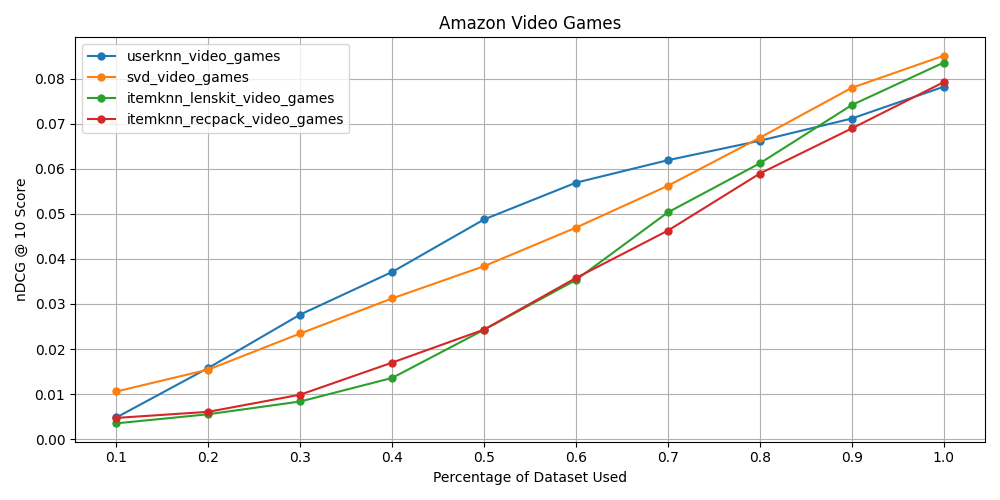 Amazon Video Games
userknn_video_games
svd_video_games
itemknn_lenskit_video_games
itemknn_recpack_video_games
nDCG @ 10 Score
0.08
0.07
0.06
0.05
0.04
0.03
0.02
0.01
0.00
0.1 0.2 0.3 0.4 0.5 0.6 0.7 0.8 0.9 1.0
Percentage of Dataset Used